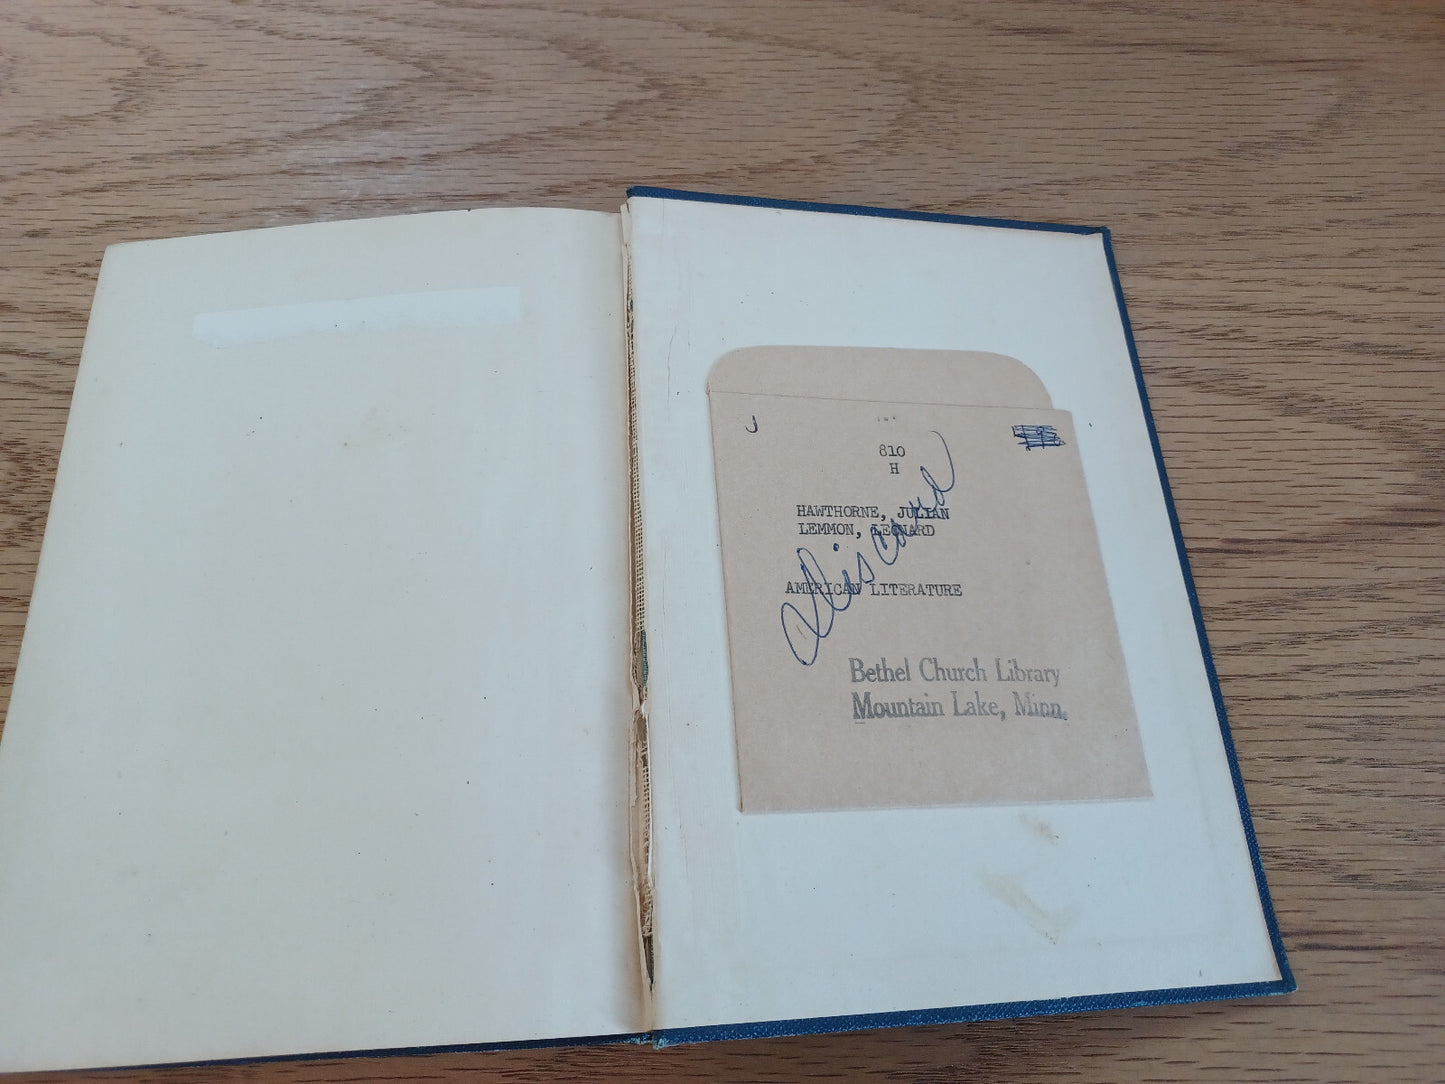 810
H
HAWTHORNE, JULIAN
LEMMON, LEONARD
Discard
AMERICAN LITERATURE
Bethel Church Library
Mountain Lake, Minn.